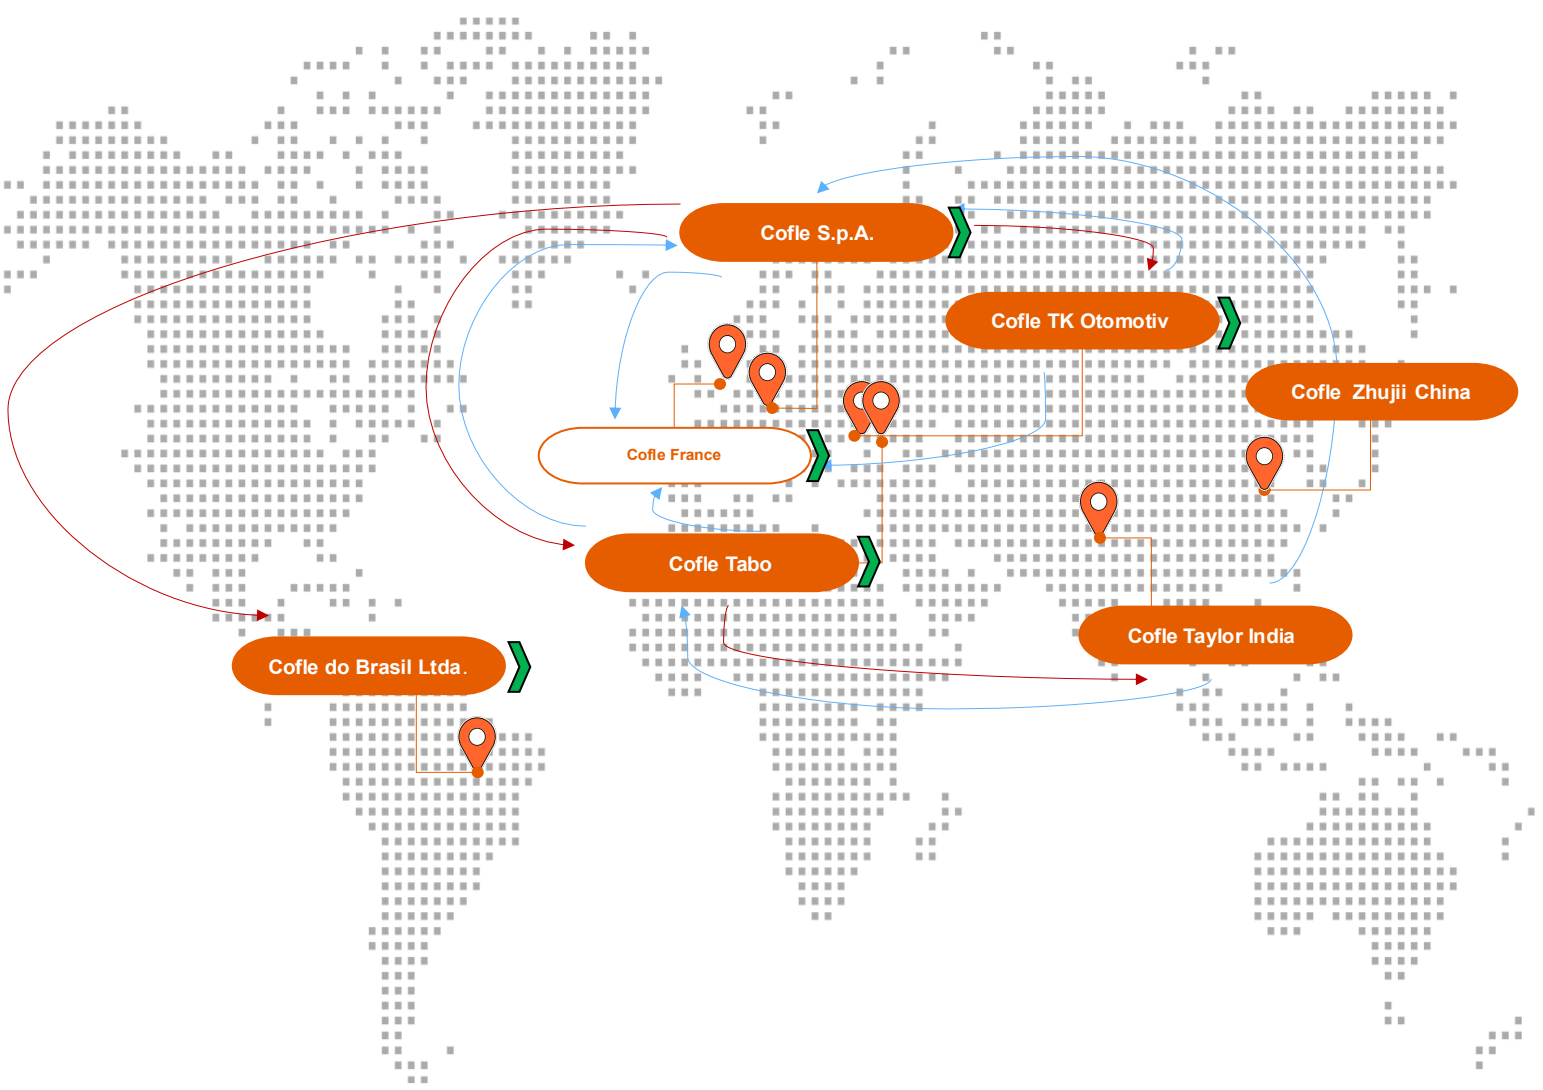 Cofle S.p.A.
Cofle TK Otomotiv
Cofle Zhujii China
Cofle France
Cofle Tabo
Cofle Taylor India
Cofle do Brasil Ltda.